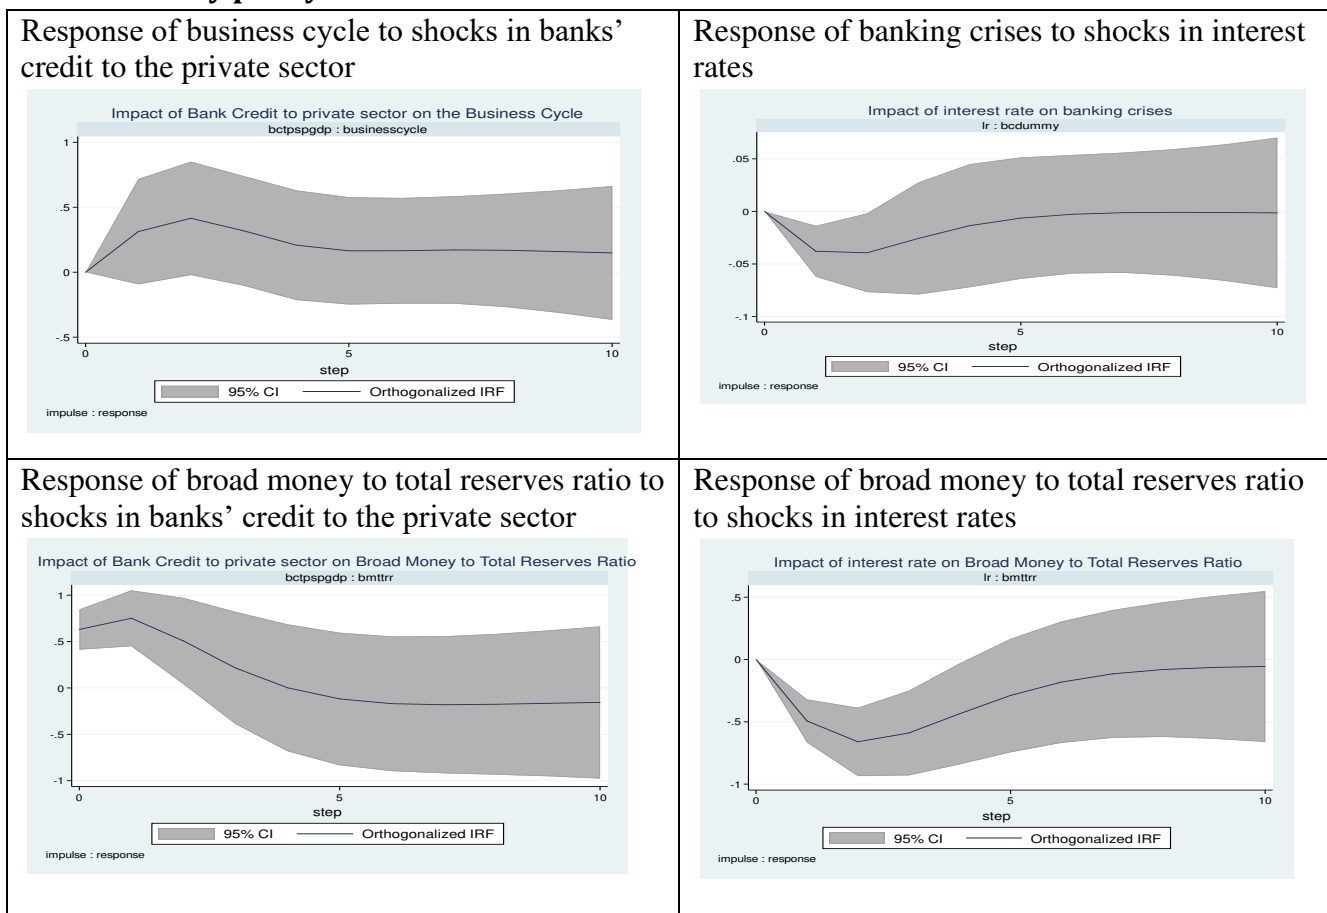 Response of business cycle to shocks in banks’
credit to the private sector
Impact of Bank Credit to private sector on the Business Cycle
bctpspgdp : businesscycle
1
.5
0
-.5
0 5 10
step
95% CI Orthogonalized IRF
impulse : response
Response of banking crises to shocks in interest
rates
Impact of interest rate on banking crises
lr : bcdummy
.05
0
-.05
-.1
0 5 10
step
95% CI Orthogonalized IRF
impulse : response
Response of broad money to total reserves ratio to
shocks in banks’ credit to the private sector
Impact of Bank Credit to private sector on Broad Money to Total Reserves Ratio
bctpspgdp : bmttrr
1
.5
0
-.5
-1
0 5 10
step
95% CI Orthogonalized IRF
impulse : response
Response of broad money to total reserves ratio
to shocks in interest rates
Impact of interest rate on Broad Money to Total Reserves Ratio
lr : bmttrr
.5
0
-.5
-1
0 5 10
step
95% CI Orthogonalized IRF
impulse : response